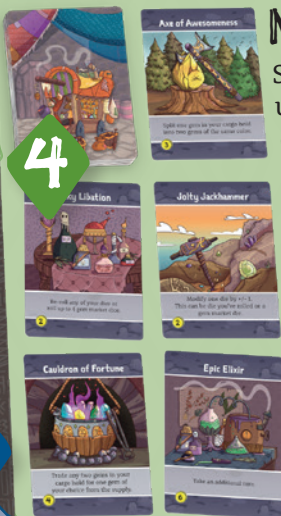 Axe of Awesomeness
Split one gem in your cargo hold
into two gems of the same color.
3
4
ky Libation
Re-roll any of your dice or
roll up to 3 gem market dice.
2
Jolty Jackhammer
Modify one die by +/- 1.
This can be die you've rolled or a
gem market die.
2
Cauldron of Fortune
Trade any two gems in your
cargo hold for one gem of
your choice from the supply.
4
Epic Elixir
Take an additional turn.
6